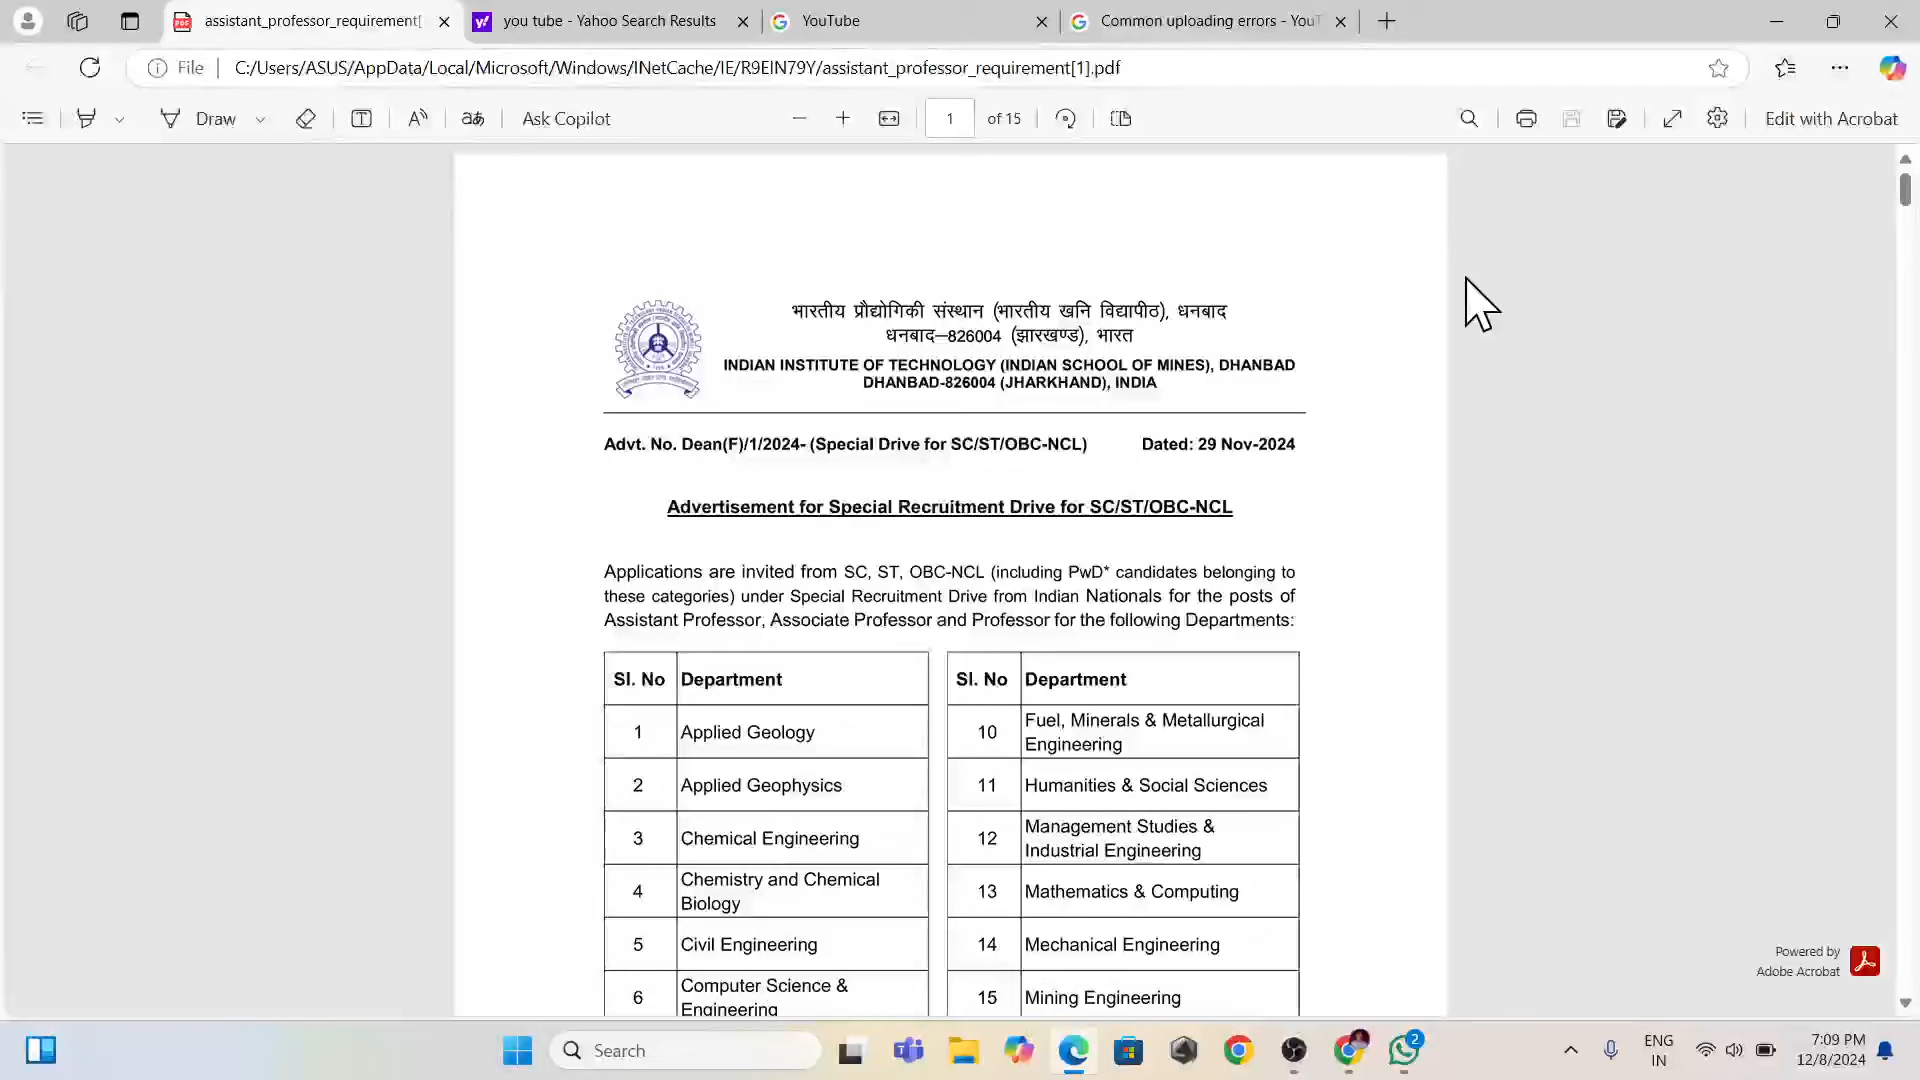 assistant_professor_requirement[
you tube - Yahoo Search Results
YouTube
Common uploading errors - YouT
File
C:/Users/ASUS/AppData/Local/Microsoft/Windows/INetCache/IE/R9EIN79Y/assistant_professor_requirement[1].pdf
Draw
Ask Copilot
1 of 15
Edit with Acrobat
भारतीय प्रौद्योगिकी संस्थान (भारतीय खनि विद्यापीठ), धनबाद
धनबाद–826004 (झारखण्ड), भारत
INDIAN INSTITUTE OF TECHNOLOGY (INDIAN SCHOOL OF MINES), DHANBAD
DHANBAD-826004 (JHARKHAND), INDIA
Advt. No. Dean(F)/1/2024- (Special Drive for SC/ST/OBC-NCL) Dated: 29 Nov-2024
Advertisement for Special Recruitment Drive for SC/ST/OBC-NCL
Applications are invited from SC, ST, OBC-NCL (including PwD* candidates belonging to
these categories) under Special Recruitment Drive from Indian Nationals for the posts of
Assistant Professor, Associate Professor and Professor for the following Departments:
Sl. No Department
1 Applied Geology
2 Applied Geophysics
3 Chemical Engineering
4 Chemistry and Chemical
Biology
5 Civil Engineering
6 Computer Science &
Engineering
Sl. No Department
10 Fuel, Minerals & Metallurgical
Engineering
11 Humanities & Social Sciences
12 Management Studies &
Industrial Engineering
13 Mathematics & Computing
14 Mechanical Engineering
15 Mining Engineering
Powered by
Adobe Acrobat
Search
2
ENG
IN
7:09 PM
12/8/2024